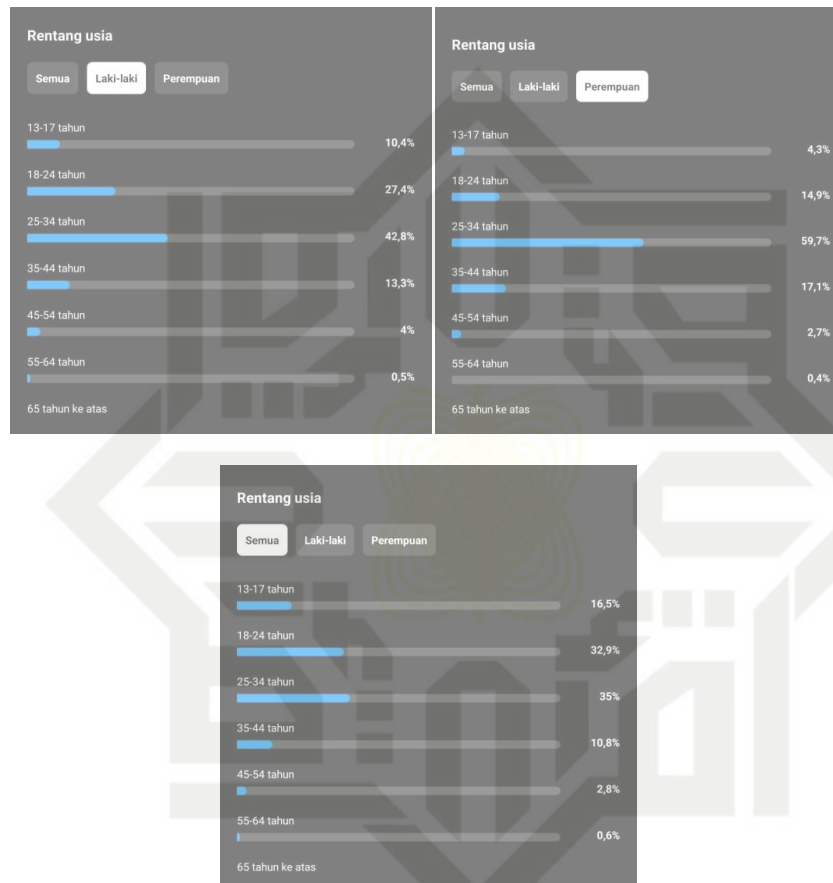 Rentang usia
Semua Laki-laki Perempuan
13-17 tahun
10,4%
18-24 tahun
27,4%
25-34 tahun
42,8%
35-44 tahun
13,3%
45-54 tahun
4%
55-64 tahun
0,5%
65 tahun ke atas
Rentang usia
Semua Laki-laki Perempuan
13-17 tahun
4,3%
18-24 tahun
14,9%
25-34 tahun
59,7%
35-44 tahun
17,1%
45-54 tahun
2,7%
55-64 tahun
0,4%
65 tahun ke atas
Rentang usia
Semua Laki-laki Perempuan
13-17 tahun
16,5%
18-24 tahun
32,9%
25-34 tahun
35%
35-44 tahun
10,8%
45-54 tahun
2,8%
55-64 tahun
0,6%
65 tahun ke atas